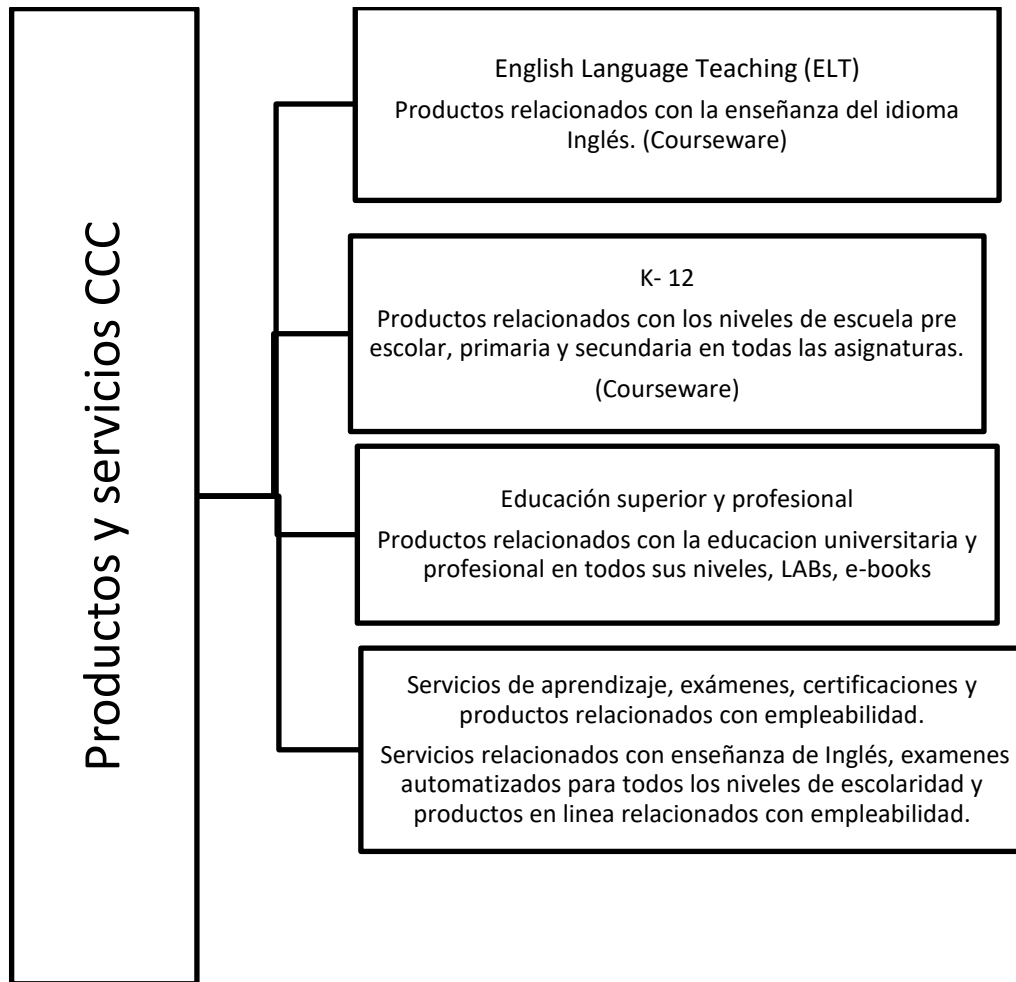 Productos y servicios CCC
English Language Teaching (ELT)
Productos relacionados con la enseñanza del idioma
Inglés. (Courseware)
K- 12
Productos relacionados con los niveles de escuela pre
escolar, primaria y secundaria en todas las asignaturas.
(Courseware)
Educación superior y profesional
Productos relacionados con la educacion universitaria y
profesional en todos sus niveles, LABs, e-books
Servicios de aprendizaje, exámenes, certificaciones y
productos relacionados con empleabilidad.
Servicios relacionados con enseñanza de Inglés, examenes
automatizados para todos los niveles de escolaridad y
productos en linea relacionados con empleabilidad.